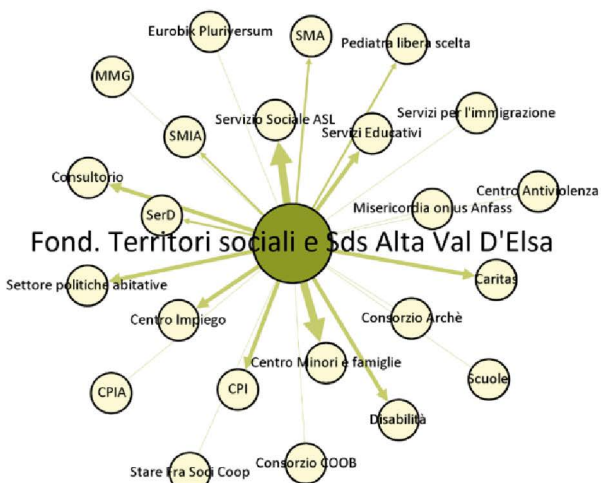 Eurobik Pluriversum
SMA
Pediatra libera scelta
MMG
Servizio Sociale ASL
Servizi Educativi
Servizi per l'immigrazione
SMIA
Consultorio
SerD
Misericordia onlus Anfass
Centro Antiviolenza
Fond. Territori sociali e Sds Alta Val D'Elsa
Settore politiche abitative
Caritas
Centro Impiego
Consorzio Archè
Centro Minori e famiglie
CPIA
CPI
Scuole
Disabilità
Stare Fra Soci Coop
Consorzio COOB